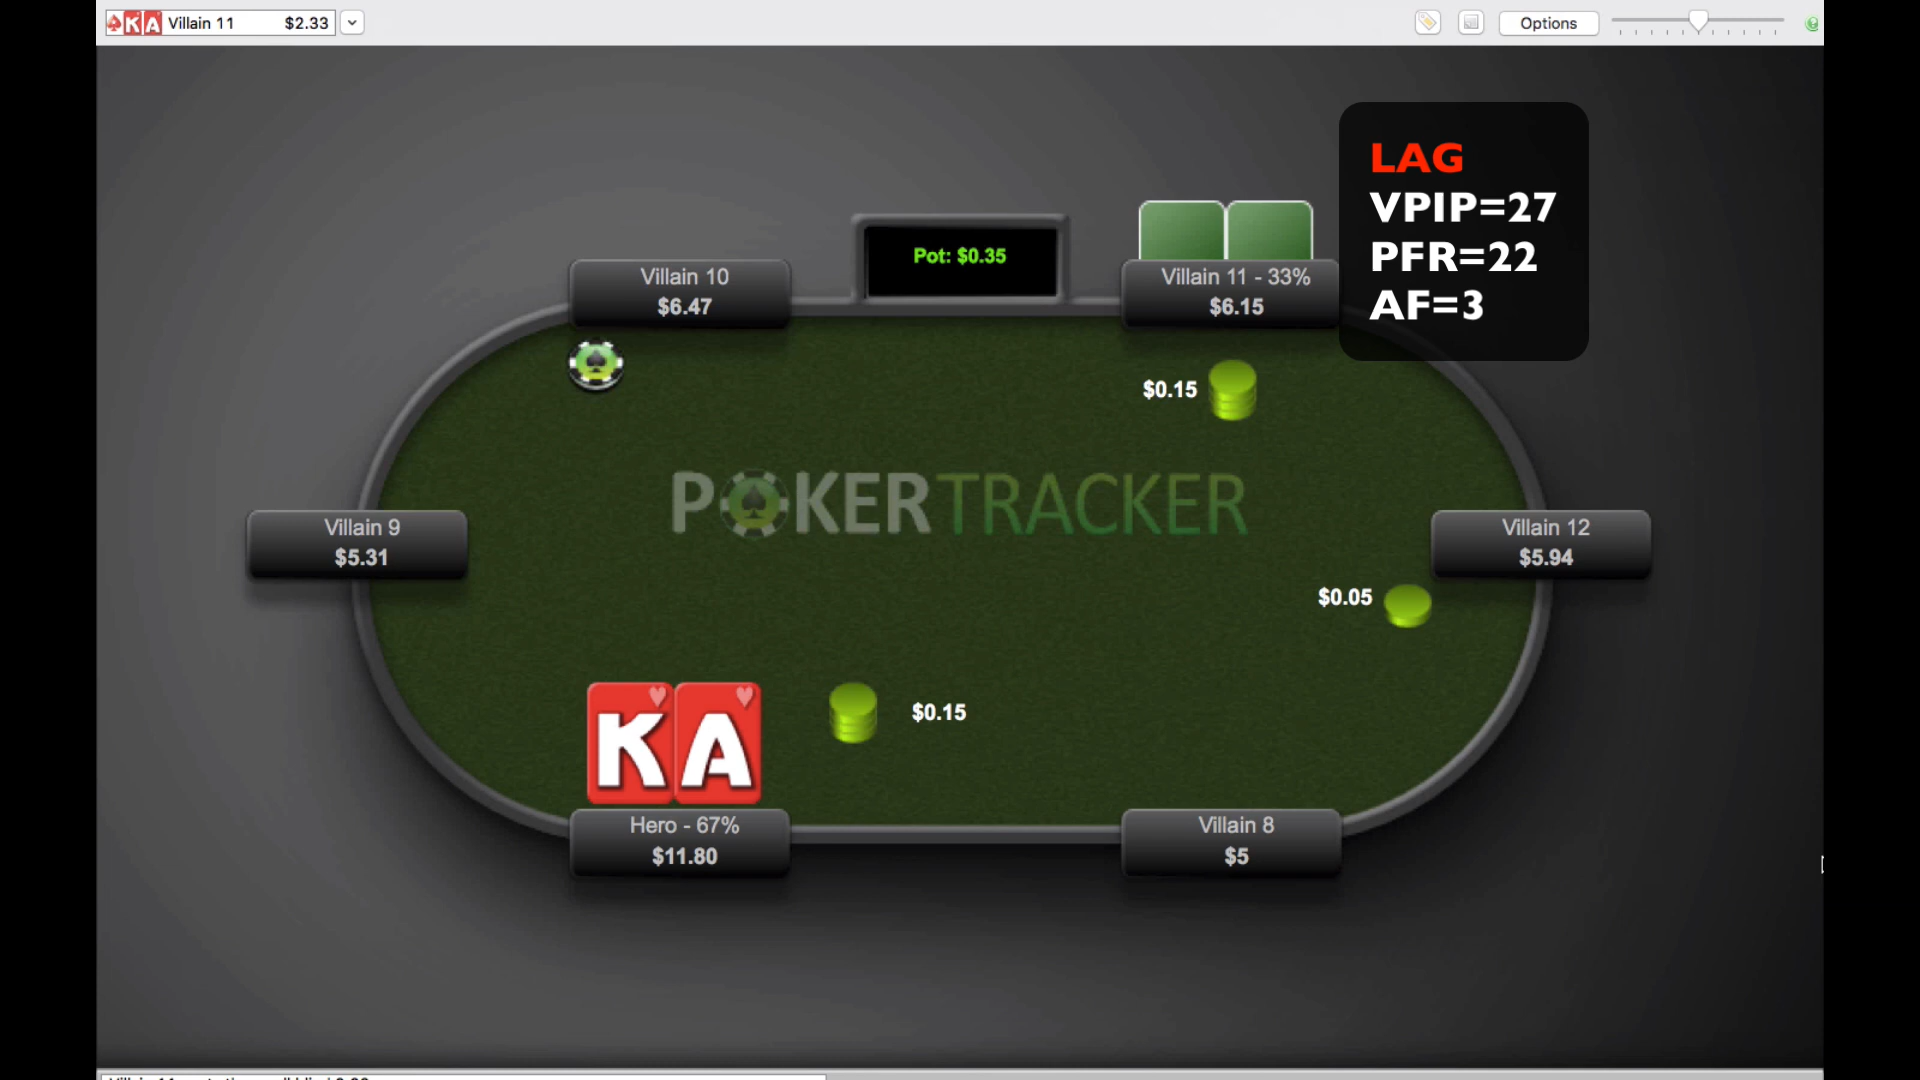 KA Villain 11 $2.33
Options
LAG
VPIP=27
PFR=22
AF=3
Pot: $0.35
Villain 10
$6.47
Villain 11 - 33%
$6.15
$0.15
POKERTRACKER
Villain 9
$5.31
Villain 12
$5.94
$0.05
K A
$0.15
Hero - 67%
$11.80
Villain 8
$5